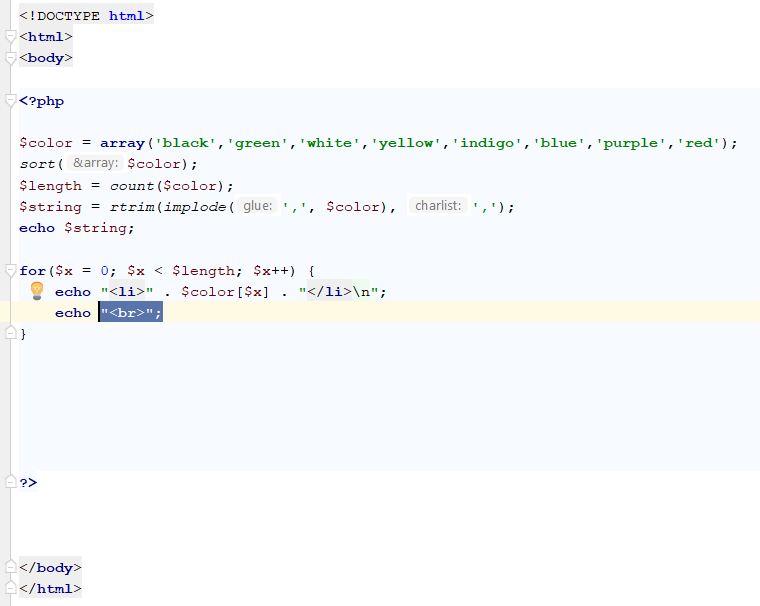 <!DOCTYPE html>
<html>
<body>
<?php
$color = array('black','green','white','yellow','indigo','blue','purple','red');
sort( &array: $color);
$length = count($color);
$string = rtrim(implode( glue: ',', $color), charlist: ',');
echo $string;
for($x = 0; $x < $length; $x++) {
echo "<li>" . $color[$x] . "</li>\n";
echo "<br>";
}
?>
</body>
</html>